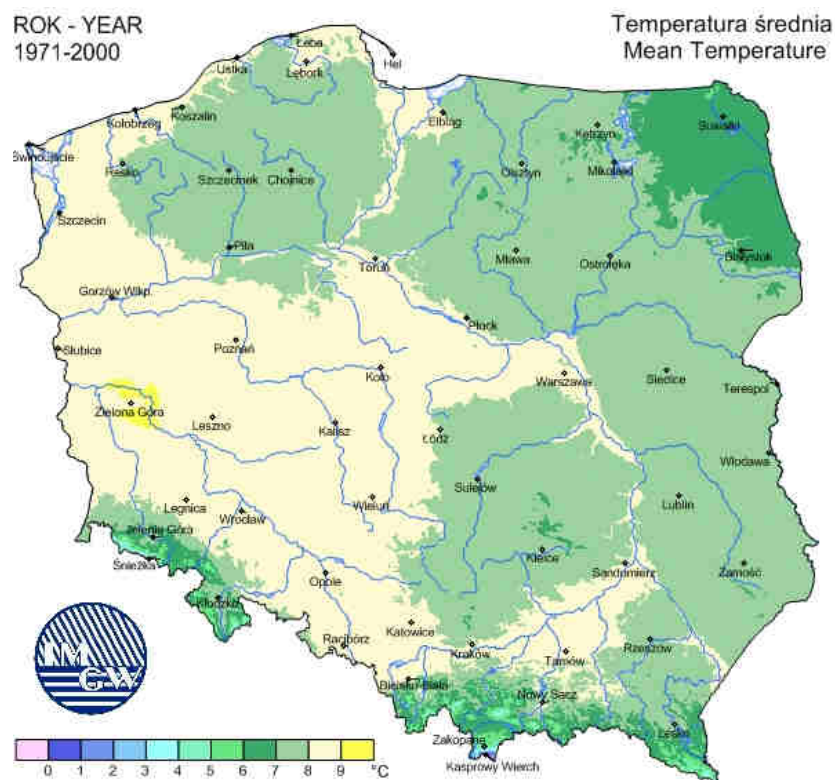 ROK - YEAR
1971-2000
Temperatura średnia
Mean Temperature
Łeba
Hel
Ustka
Lębork
Kołobrzeg
Koszalin
Elbląg
Kętrzyn
Suwałki
Świnoujście
Resko
Szczecinek
Chojnice
Olsztyn
Mikołajki
Szczecin
Piła
Toruń
Mława
Ostrołęka
Białystok
Gorzów Wlkp.
Płock
Słubice
Poznań
Koło
Warszawa
Siedlce
Terespol
Zielona Góra
Leszno
Kalisz
Łódź
Włodawa
Sulejów
Legnica
Wrocław
Wieluń
Lublin
Jelenia Góra
Śnieżka
Opole
Kielce
Sandomierz
Zamość
Kłodzko
Racibórz
Katowice
Kraków
Tarnów
Rzeszów
Bielsko-Biała
Nowy Sącz
Lesko
Zakopane
Kasprowy Wierch
IMGW
0 1 2 3 4 5 6 7 8 9 °C